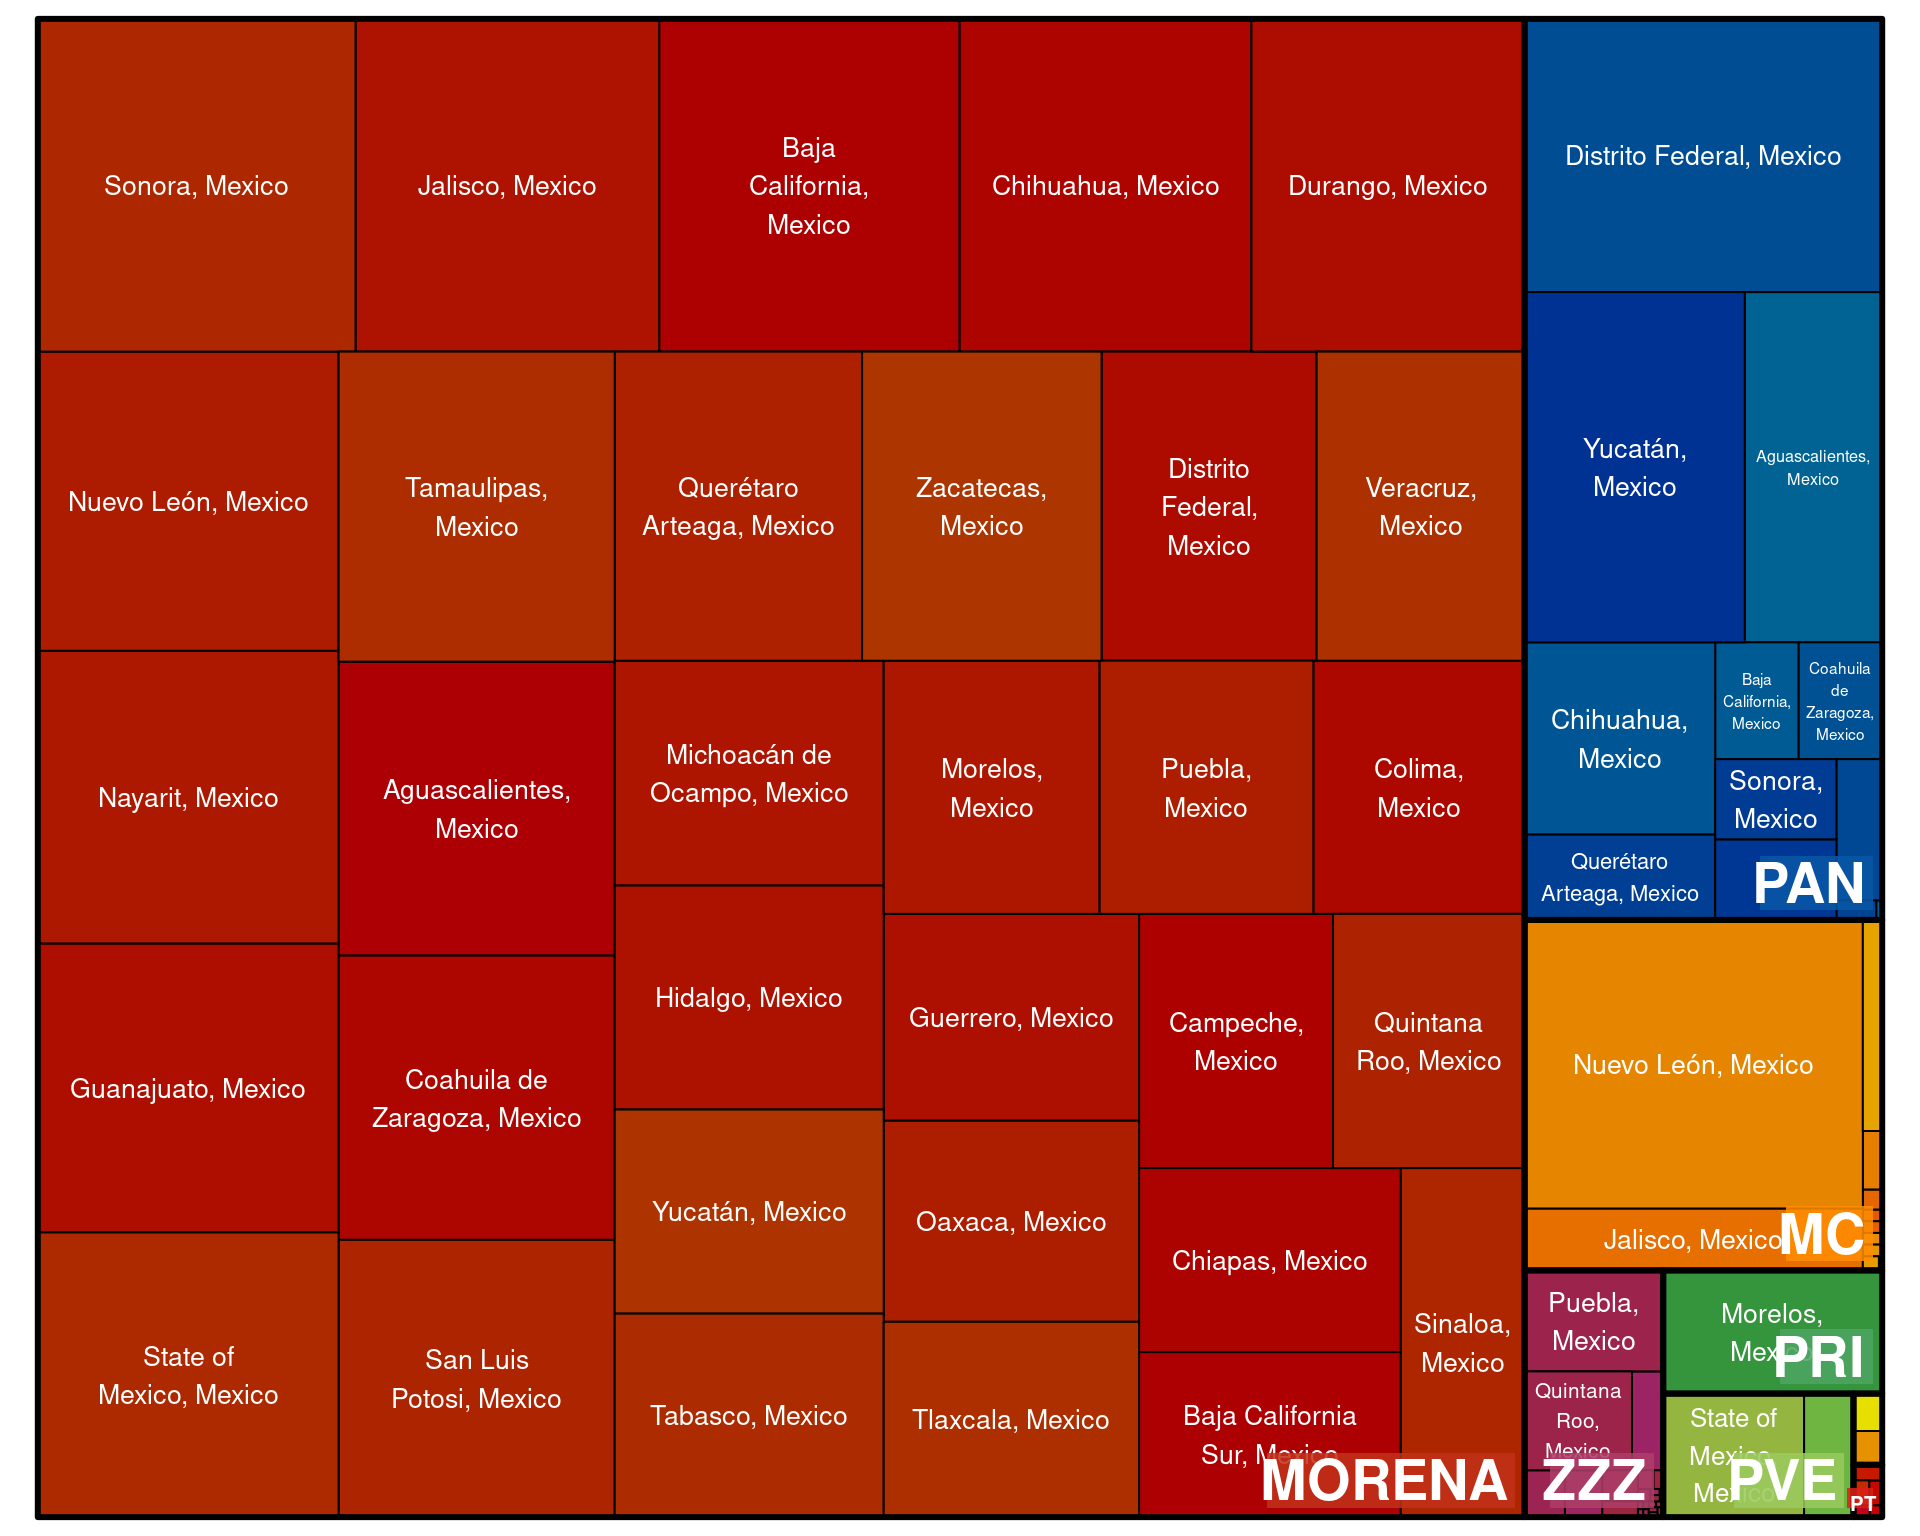 Sonora, Mexico
Jalisco, Mexico
Baja
California,
Mexico
Chihuahua, Mexico
Durango, Mexico
Nuevo León, Mexico
Tamaulipas,
Mexico
Querétaro
Arteaga, Mexico
Zacatecas,
Mexico
Distrito
Federal,
Mexico
Veracruz,
Mexico
Nayarit, Mexico
Aguascalientes,
Mexico
Michoacán de
Ocampo, Mexico
Morelos,
Mexico
Puebla,
Mexico
Colima,
Mexico
Guanajuato, Mexico
Coahuila de
Zaragoza, Mexico
Hidalgo, Mexico
Guerrero, Mexico
Campeche,
Mexico
Quintana
Roo, Mexico
State of
Mexico, Mexico
San Luis
Potosi, Mexico
Yucatán, Mexico
Tabasco, Mexico
Oaxaca, Mexico
Tlaxcala, Mexico
Chiapas, Mexico
Baja California
Sur, Mexico
Sinaloa,
Mexico
MORENA
Distrito Federal, Mexico
Yucatán,
Mexico
Aguascalientes,
Mexico
Chihuahua,
Mexico
Baja
California,
Mexico
Coahuila
de
Zaragoza,
Mexico
Sonora,
Mexico
Querétaro
Arteaga, Mexico
PAN
Nuevo León, Mexico
Jalisco, Mexico
MC
Puebla,
Mexico
Quintana
Roo,
Mexico
ZZZ
Morelos,
Mexico
PRI
State of
Mexico,
Mexico
PVE
PT